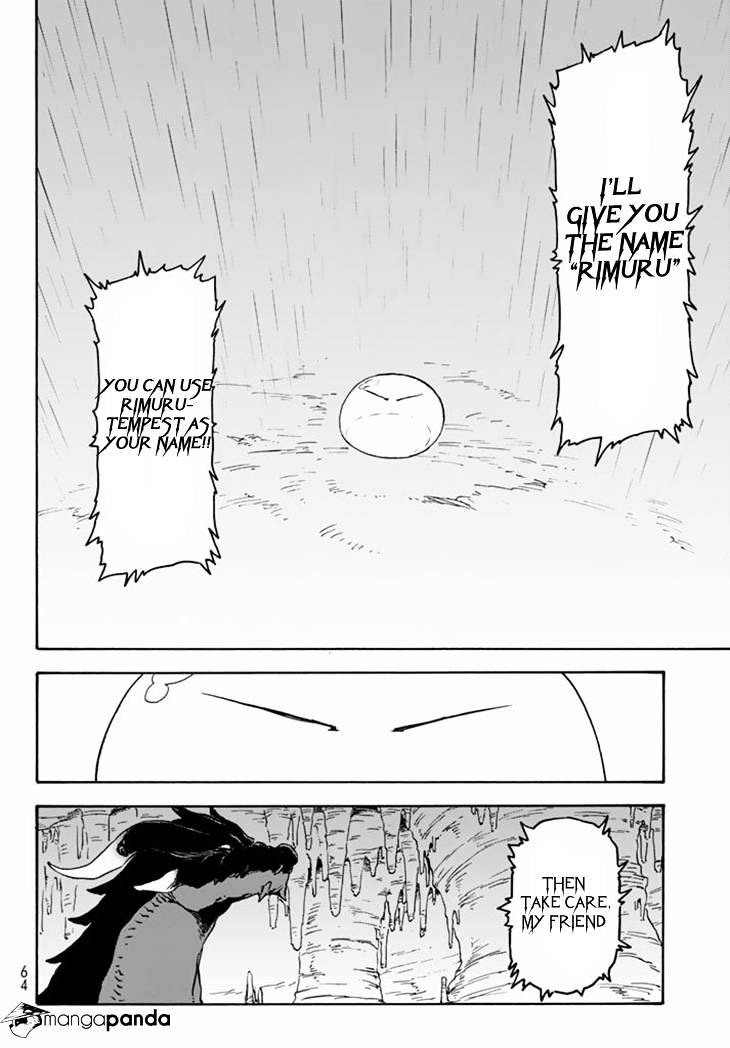 I'LL
GIVE YOU
THE NAME
"RIMURU"
YOU CAN USE
RIMURU-
TEMPEST AS
YOUR NAME!!
THEN
TAKE CARE,
MY FRIEND
64
mangapanda